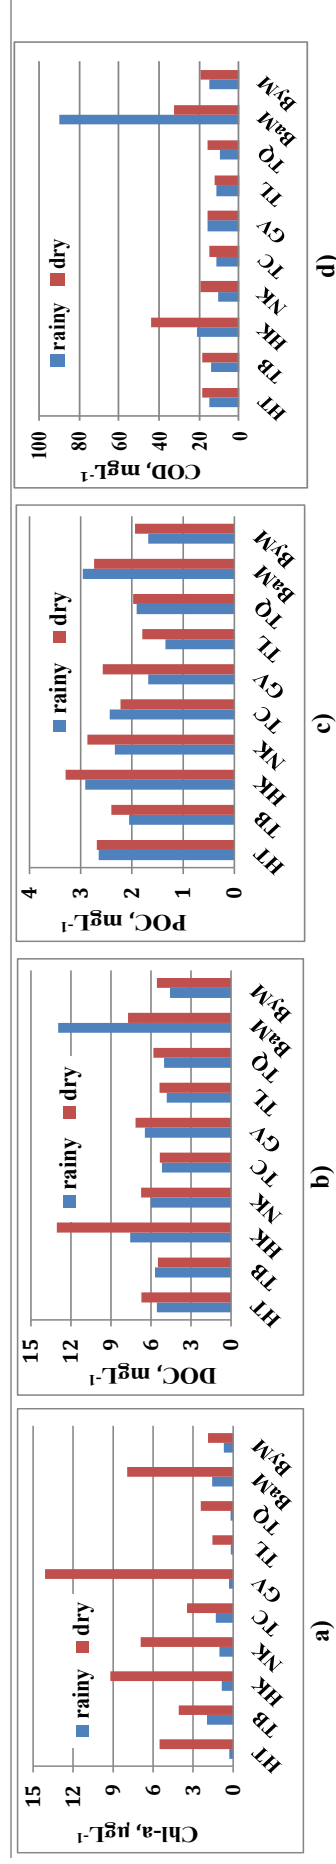 Chl-a, µgL-1
15
12
9
6
3
0
rainy dry
HT TB HK NK TC GV TL TQ BaM ByM
a)
DOC, mgL-1
15
12
9
6
3
0
rainy dry
HT TB HK NK TC GV TL TQ BaM ByM
b)
POC, mgL-1
4
3
2
1
0
rainy dry
HT TB HK NK TC GV TL TQ BaM ByM
c)
COD, mgL-1
100
80
60
40
20
0
rainy dry
HT TB HK NK TC GV TL TQ BaM ByM
d)